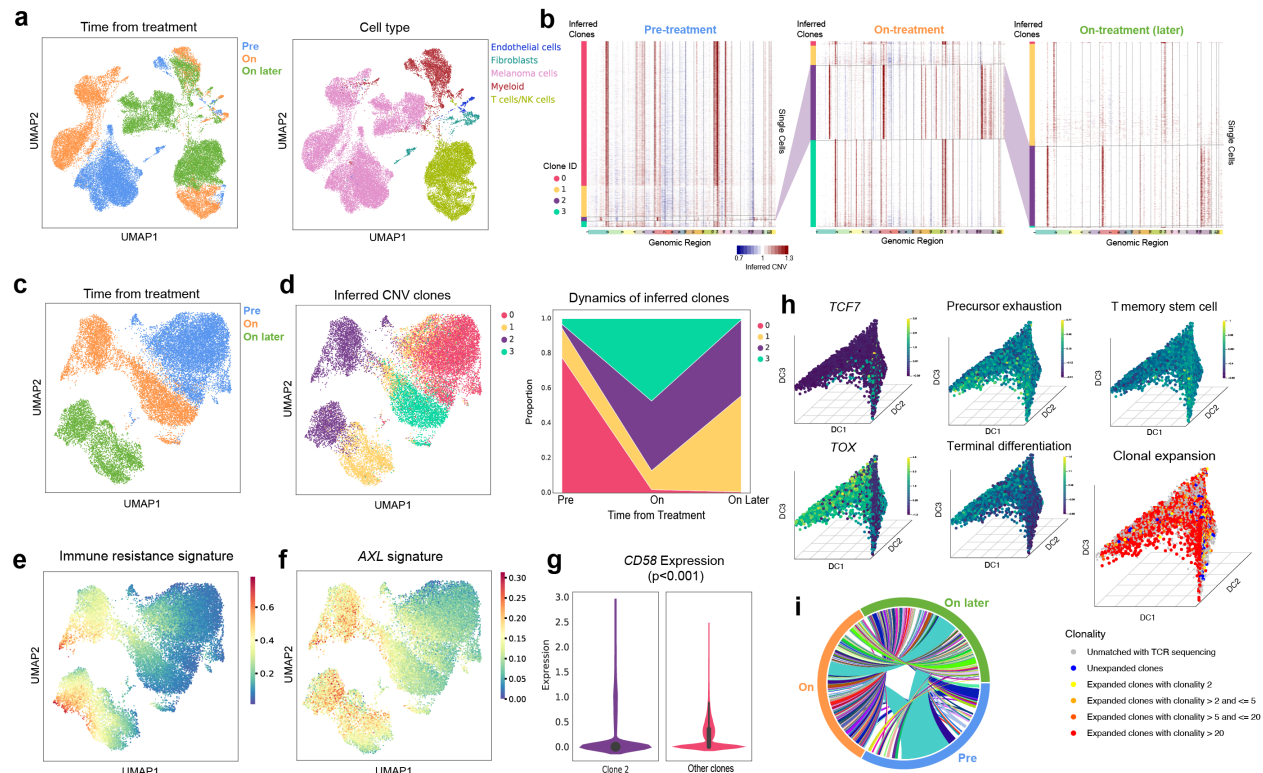 a
Time from treatment
Pre
On
On later
UMAP2
UMAP1
Cell type
Endothelial cells
Fibroblasts
Melanoma cells
Myeloid
T cells/NK cells
UMAP2
UMAP1
b
Inferred
Clones
Pre-treatment
Single Cells
Clone ID
0
1
2
3
Genomic Region
0.7
1
1.3
Inferred CNV
Inferred
Clones
On-treatment
Genomic Region
Inferred
Clones
On-treatment (later)
Single Cells
Genomic Region
c
Time from treatment
Pre
On
On later
UMAP2
UMAP1
d
Inferred CNV clones
0
1
2
3
UMAP2
UMAP1
Dynamics of inferred clones
1.0
0.8
0.6
0.4
0.2
0.0
Proportion
Pre
On
On Later
Time from Treatment
0
1
2
3
e
Immune resistance signature
0.6
0.4
0.2
UMAP2
UMAP1
f
AXL signature
0.30
0.25
0.20
0.15
0.10
0.05
0.00
UMAP2
UMAP1
g
CD58 Expression
(p<0.001)
3.0
2.5
2.0
1.5
1.0
0.5
0.0
Expression
Clone 2
Other clones
h
TCF7
DC3
DC1
DC2
Precursor exhaustion
DC3
DC1
DC2
T memory stem cell
DC3
DC1
DC2
TOX
DC3
DC1
DC2
Terminal differentiation
DC3
DC1
DC2
Clonal expansion
DC3
DC1
DC2
Clonality
Unmatched with TCR sequencing
Unexpanded clones
Expanded clones with clonality 2
Expanded clones with clonality > 2 and <= 5
Expanded clones with clonality > 5 and <= 20
Expanded clones with clonality > 20
i
On later
On
Pre